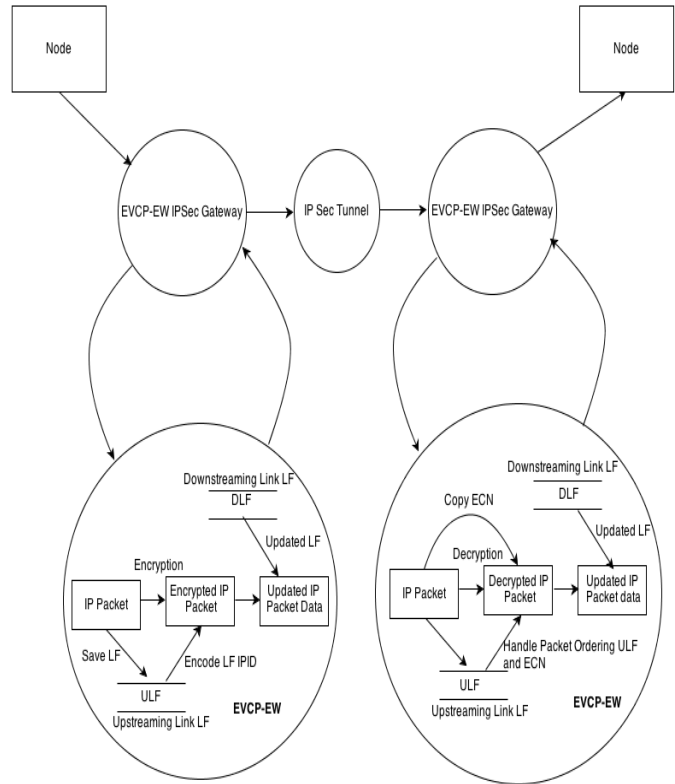 Node
Node
EVCP-EW IPSec Gateway
IP Sec Tunnel
EVCP-EW IPSec Gateway
Downstreaming Link LF
DLF
Updated LF
Encryption
IP Packet
Encrypted IP
Packet
Updated IP
Packet Data
Save LF
Encode LF IPID
ULF
Upstreaming Link LF
EVCP-EW
Downstreaming Link LF
DLF
Copy ECN
Updated LF
Decryption
IP Packet
Decrypted IP
Packet
Updated IP
Packet data
Handle Packet Ordering ULF
and ECN
ULF
Upstreaming Link LF
EVCP-EW